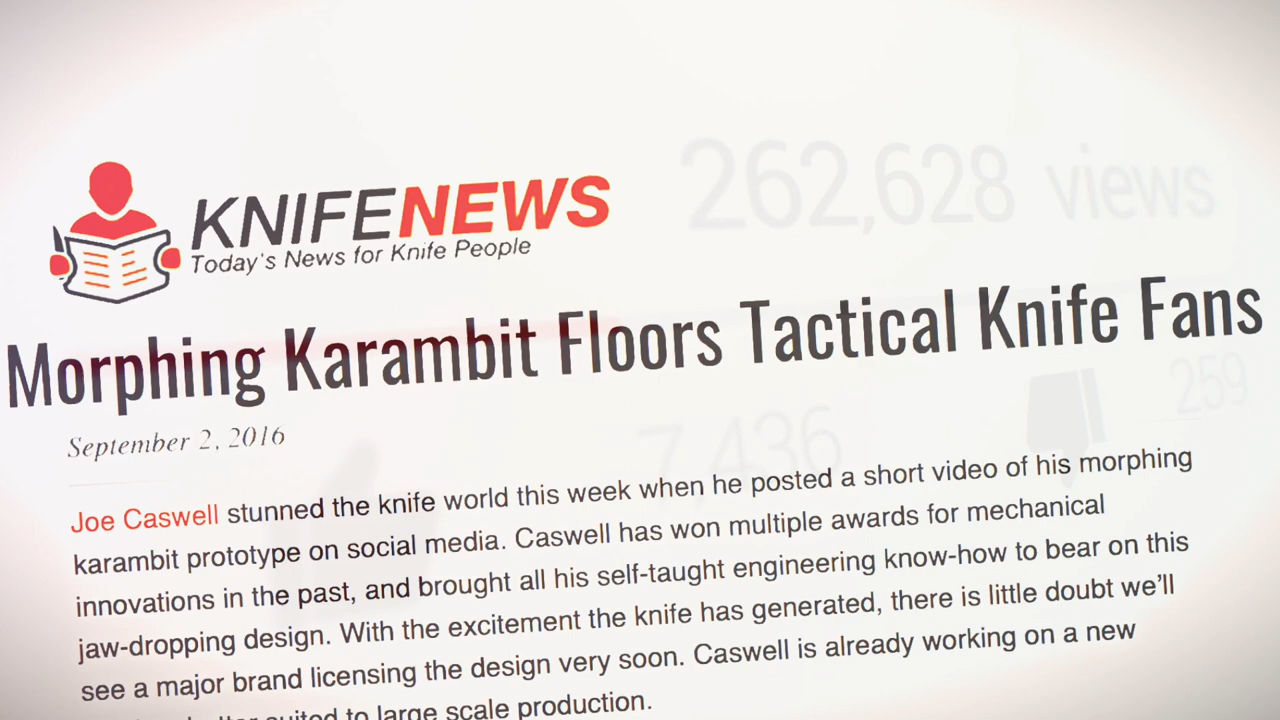 262,628 views
KNIFENEWS
Today's News for Knife People
Morphing Karambit Floors Tactical Knife Fans
September 2, 2016
7,436
259
Joe Caswell stunned the knife world this week when he posted a short video of his morphing
karambit prototype on social media. Caswell has won multiple awards for mechanical
innovations in the past, and brought all his self-taught engineering know-how to bear on this
jaw-dropping design. With the excitement the knife has generated, there is little doubt we'll
see a major brand licensing the design very soon. Caswell is already working on a new
suited to large scale production.